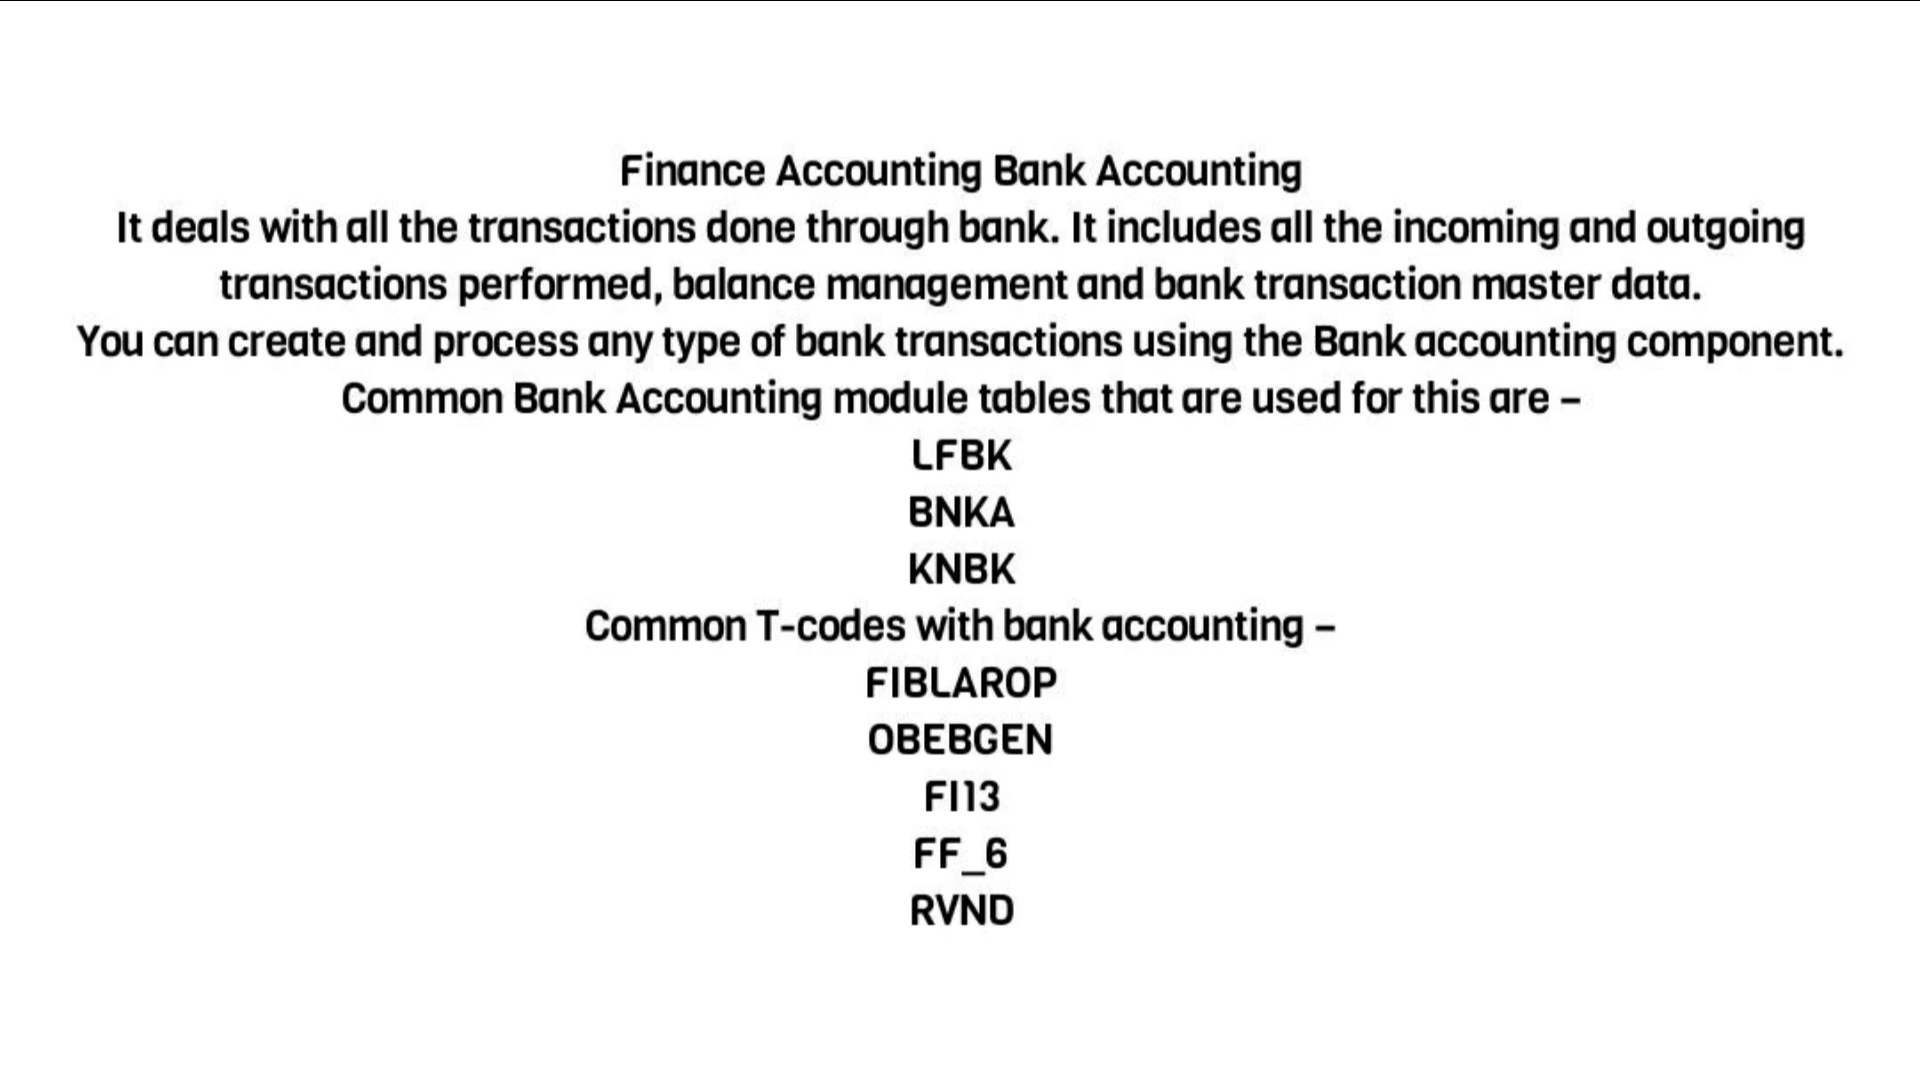 Finance Accounting Bank Accounting
It deals with all the transactions done through bank. It includes all the incoming and outgoing
transactions performed, balance management and bank transaction master data.
You can create and process any type of bank transactions using the Bank accounting component.
Common Bank Accounting module tables that are used for this are –
LFBK
BNKA
KNBK
Common T-codes with bank accounting –
FIBLAROP
OBEBGEN
FI13
FF_6
RVND